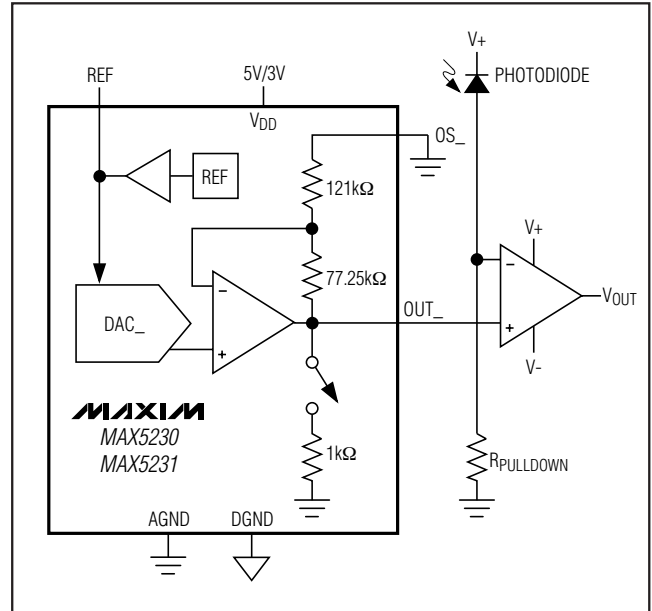 REF
5V/3V
V+
PHOTODIODE
VDD
OS_
REF
121kΩ
V+
77.25kΩ
−
−
DAC_
OUT_
VOUT
+
+
V-
MAXIM
MAX5230
MAX5231
1kΩ
RPULLDOWN
AGND
DGND